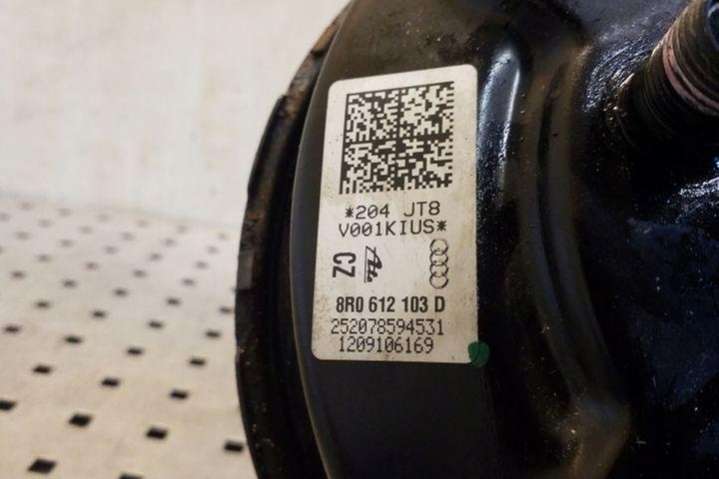 *204 JT8
V001KIUS*
CZ
8R0 612 103 D
252078594531
1209106169